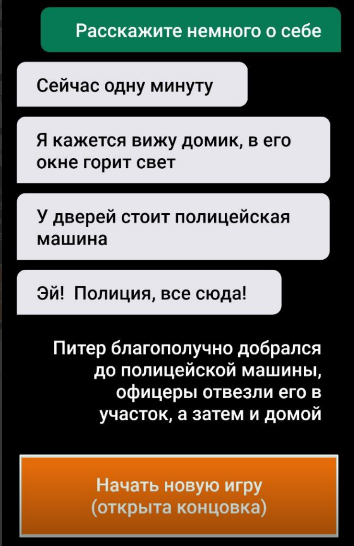 Расскажите немного о себе
Сейчас одну минуту
Я кажется вижу домик, в его
окне горит свет
У дверей стоит полицейская
машина
Эй! Полиция, все сюда!
Питер благополучно добрался
до полицейской машины,
офицеры отвезли его в
участок, а затем и домой
Начать новую игру
(открыта концовка)